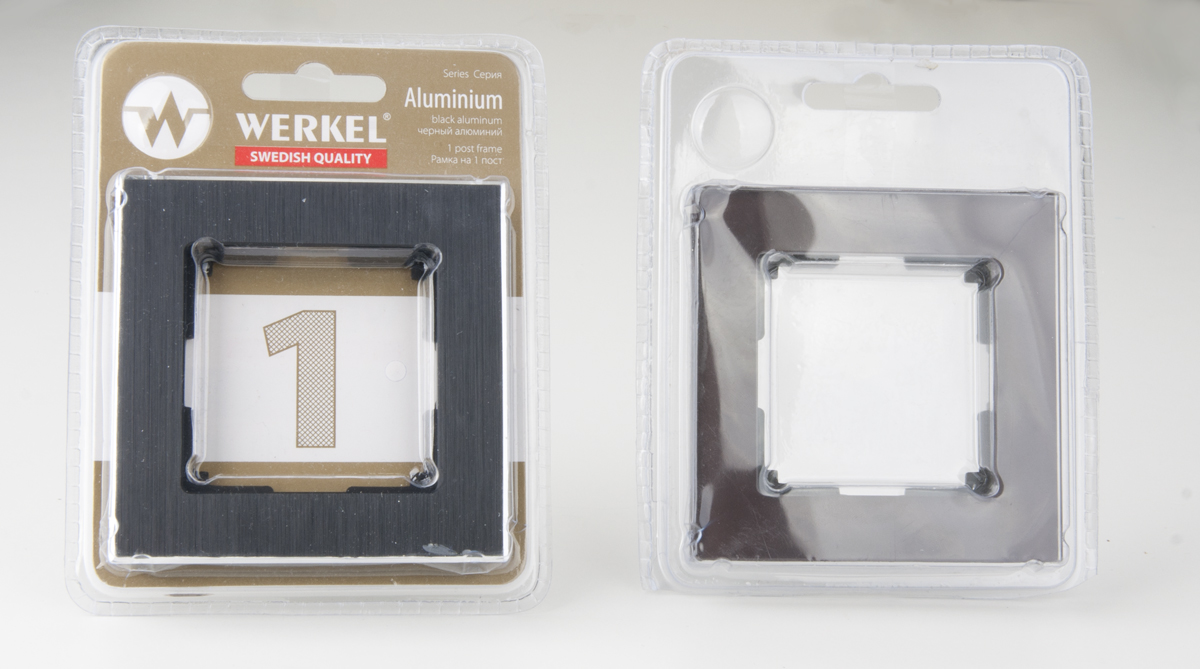 Series Серия
Aluminium
black aluminum
черный алюминий
1 post frame
Рамка на 1 пост
W
WERKEL®
SWEDISH QUALITY
1